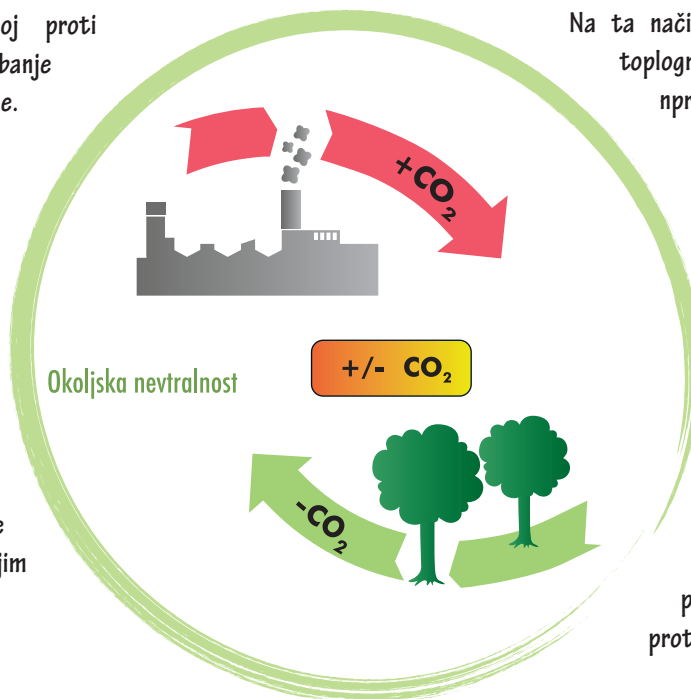 oj proti
banje
e.
Na ta nači
toplogr
npr
+CO₂
Okoljska nevtralnost
+/- CO₂
-CO₂
e
jim
p
prot